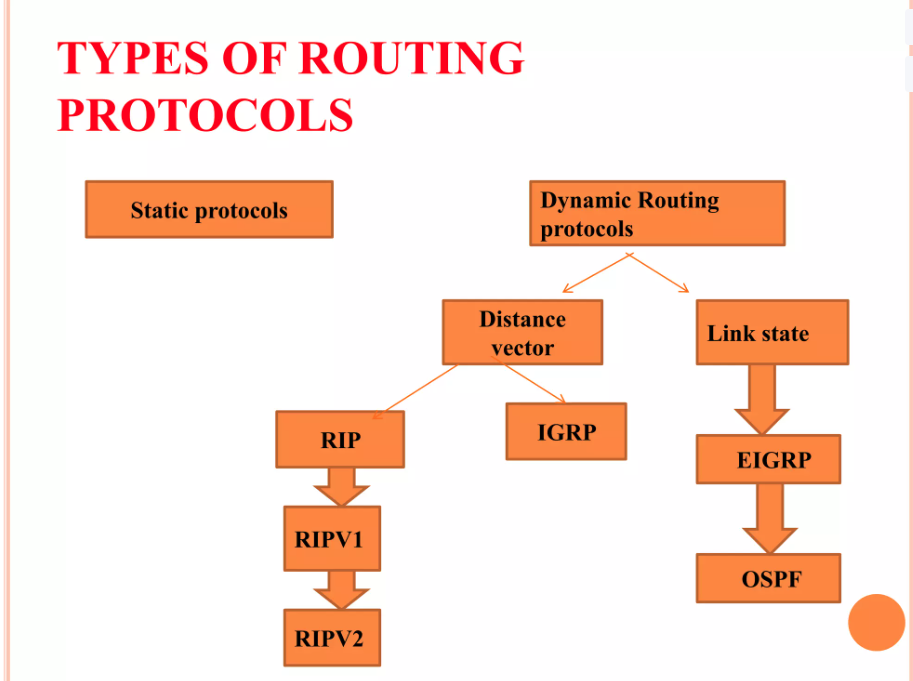 TYPES OF ROUTING
PROTOCOLS
Static protocols
Dynamic Routing
protocols
Distance
vector
Link state
RIP
IGRP
EIGRP
RIPV1
OSPF
RIPV2